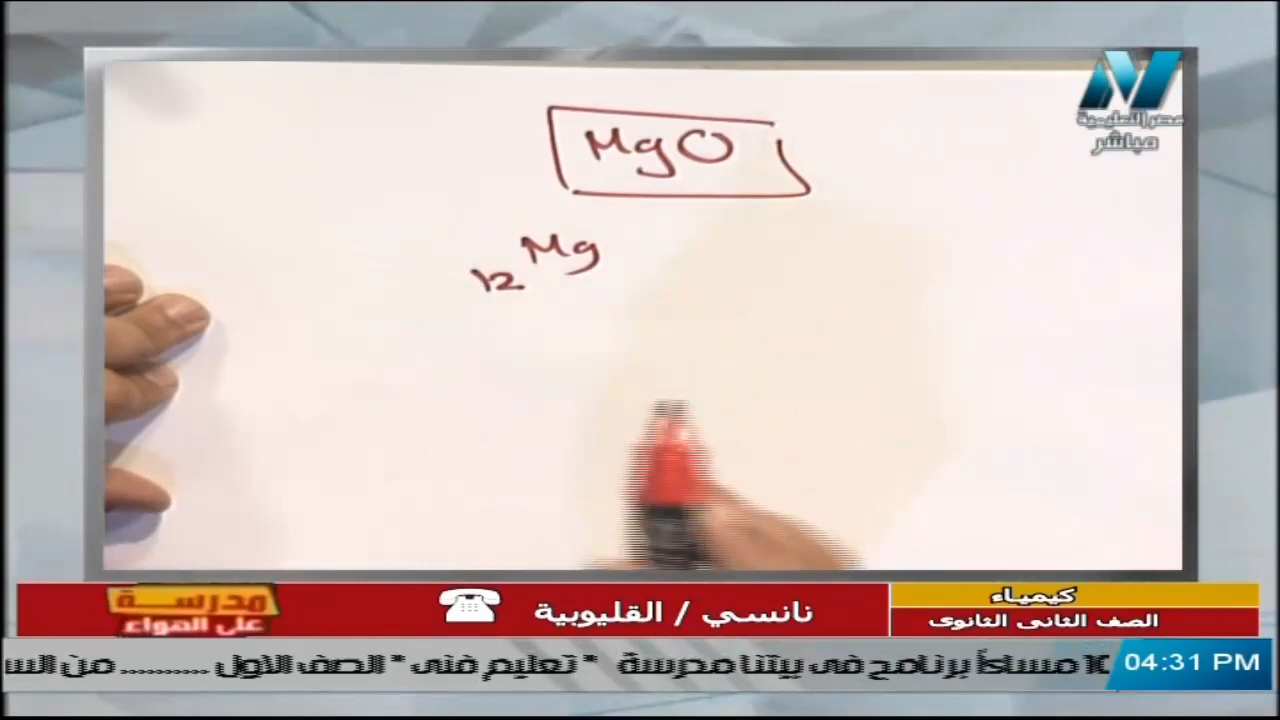 MgO
مصر التعليمية
مباشر
12Mg
مدرسة
على الهواء
نانسي / القليوبية
كيمياء
الصف الثانى الثانوى
10 مساءاً برنامج فى بيتنا مدرسة * تعليم فنى * الصف الأول .......... من
04:31 PM